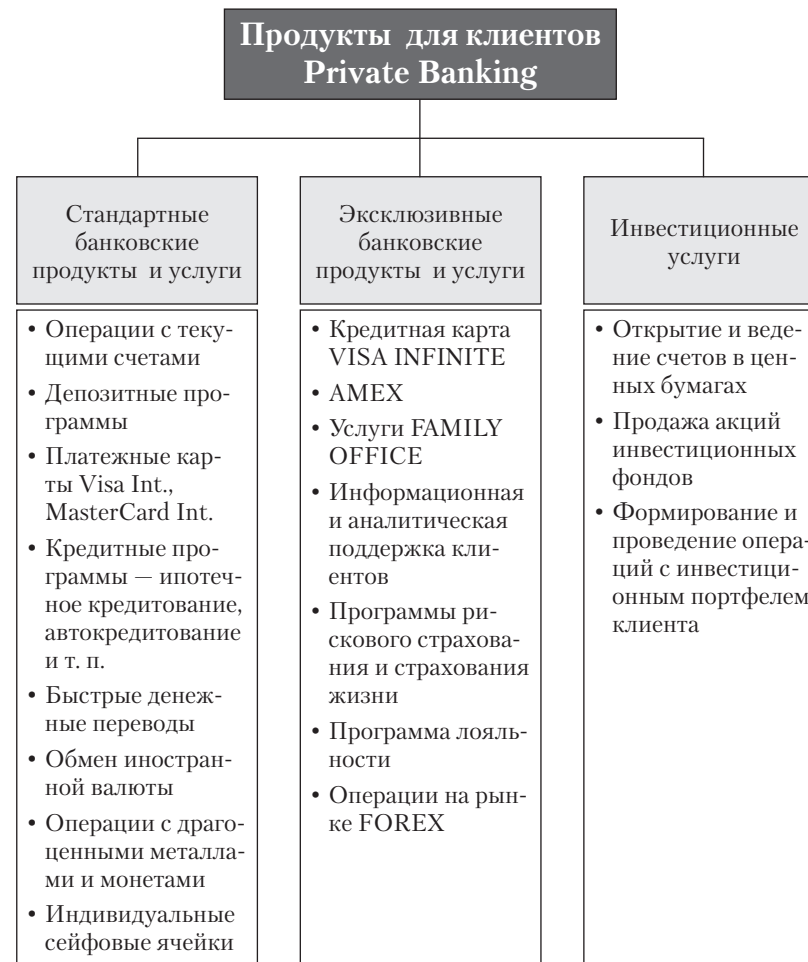 Продукты для клиентов
Private Banking
Стандартные
банковские
продукты и услуги
• Операции с теку-
щими счетами
• Депозитные про-
граммы
• Платежные кар-
ты Visa Int.,
MasterCard Int.
• Кредитные про-
граммы — ипотеч-
ное кредитование,
автокредитование
и т. п.
• Быстрые денеж-
ные переводы
• Обмен иностран-
ной валюты
• Операции с драго-
ценными металла-
ми и монетами
• Индивидуальные
сейфовые ячейки
Эксклюзивные
банковские
продукты и услуги
• Кредитная карта
VISA INFINITE
• AMEX
• Услуги FAMILY
OFFICE
• Информационная
и аналитическая
поддержка кли-
ентов
• Программы ри-
скового страхова-
ния и страхования
жизни
• Программа лояль-
ности
• Операции на рын-
ке FOREX
Инвестиционные
услуги
• Открытие и веде-
ние счетов в цен-
ных бумагах
• Продажа акций
инвестиционных
фондов
• Формирование и
проведение опера-
ций с инвестици-
онным портфелем
клиента